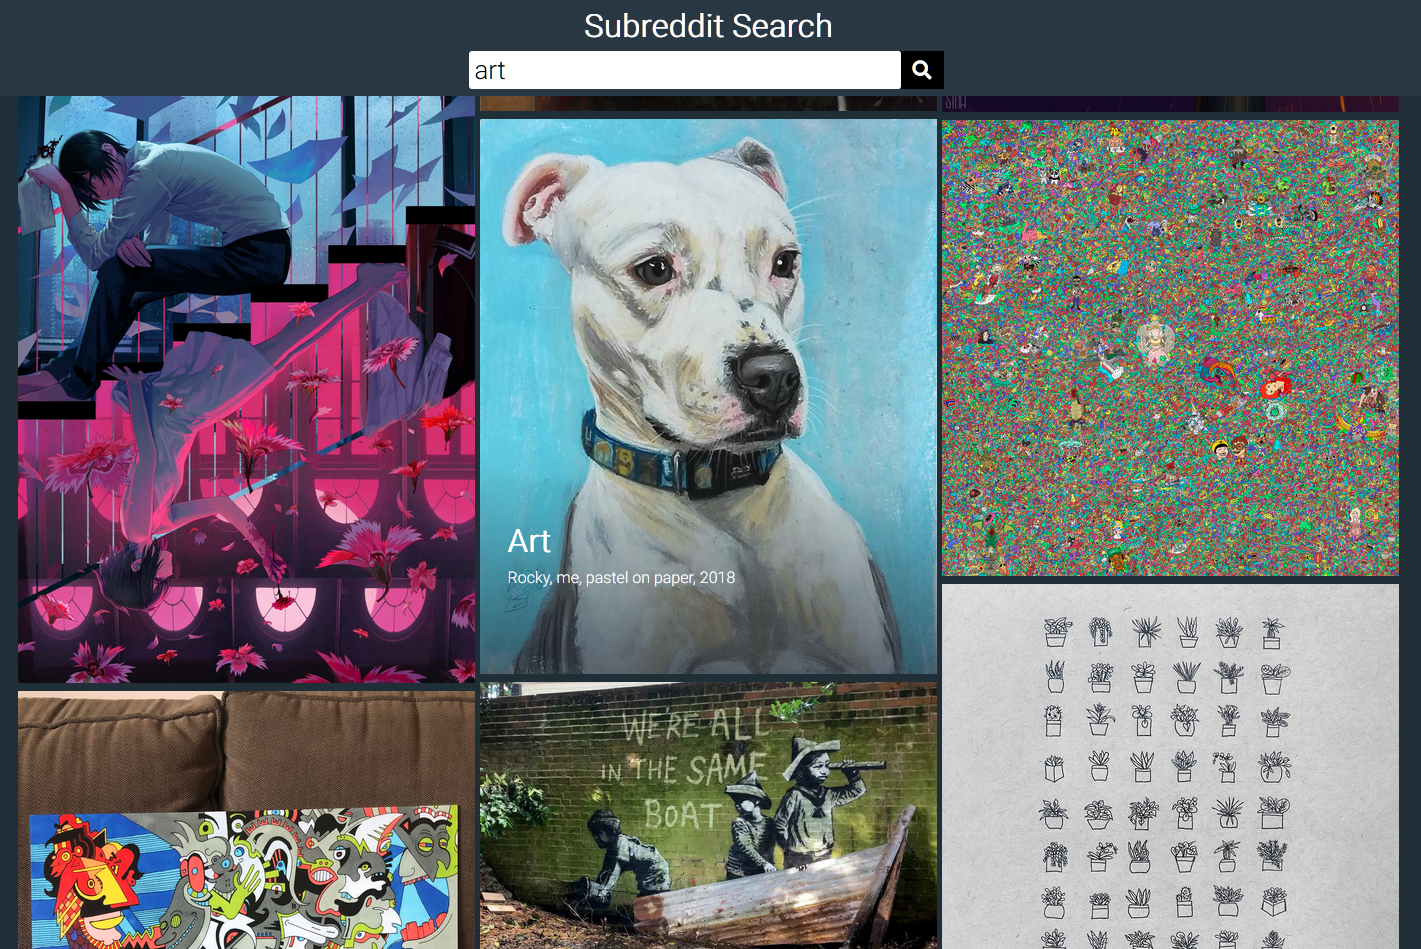 Subreddit Search
art
Art
Rocky, me, pastel on paper, 2018
WE'RE ALL
IN THE SAME
BOAT